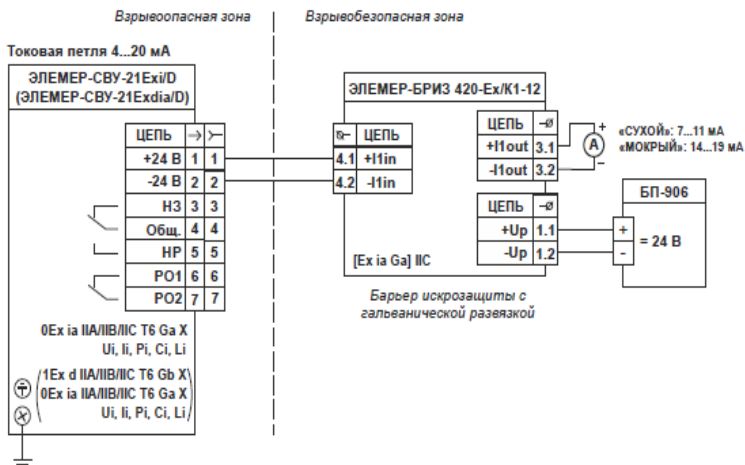 Взрывоопасная зона
Взрывобезопасная зона
Токовая петля 4...20 мА
ЭЛЕМЕР-СВУ-21Exi/D
(ЭЛЕМЕР-СВУ-21Exdia/D)
ЦЕПЬ
+24 В 1 1
-24 В 2 2
НЗ 3 3
Общ. 4 4
НР 5 5
РО1 6 6
РО2 7 7
0Ex ia IIA/IIB/IIC T6 Ga X
Ui, Ii, Pi, Ci, Li
1Ex d IIA/IIB/IIC T6 Gb X
0Ex ia IIA/IIB/IIC T6 Ga X
Ui, Ii, Pi, Ci, Li
ЭЛЕМЕР-БРИЗ 420-Ex/К1-12
ЦЕПЬ
4.1 +I1in
4.2 -I1in
ЦЕПЬ
+I1out 3.1
-I1out 3.2
ЦЕПЬ
+Up 1.1
-Up 1.2
[Ex ia Ga] IIC
Барьер искрозащиты с
гальванической развязкой
+
A
–
«СУХОЙ»: 7...11 мА
«МОКРЫЙ»: 14...19 мА
БП-906
+
-
= 24 В